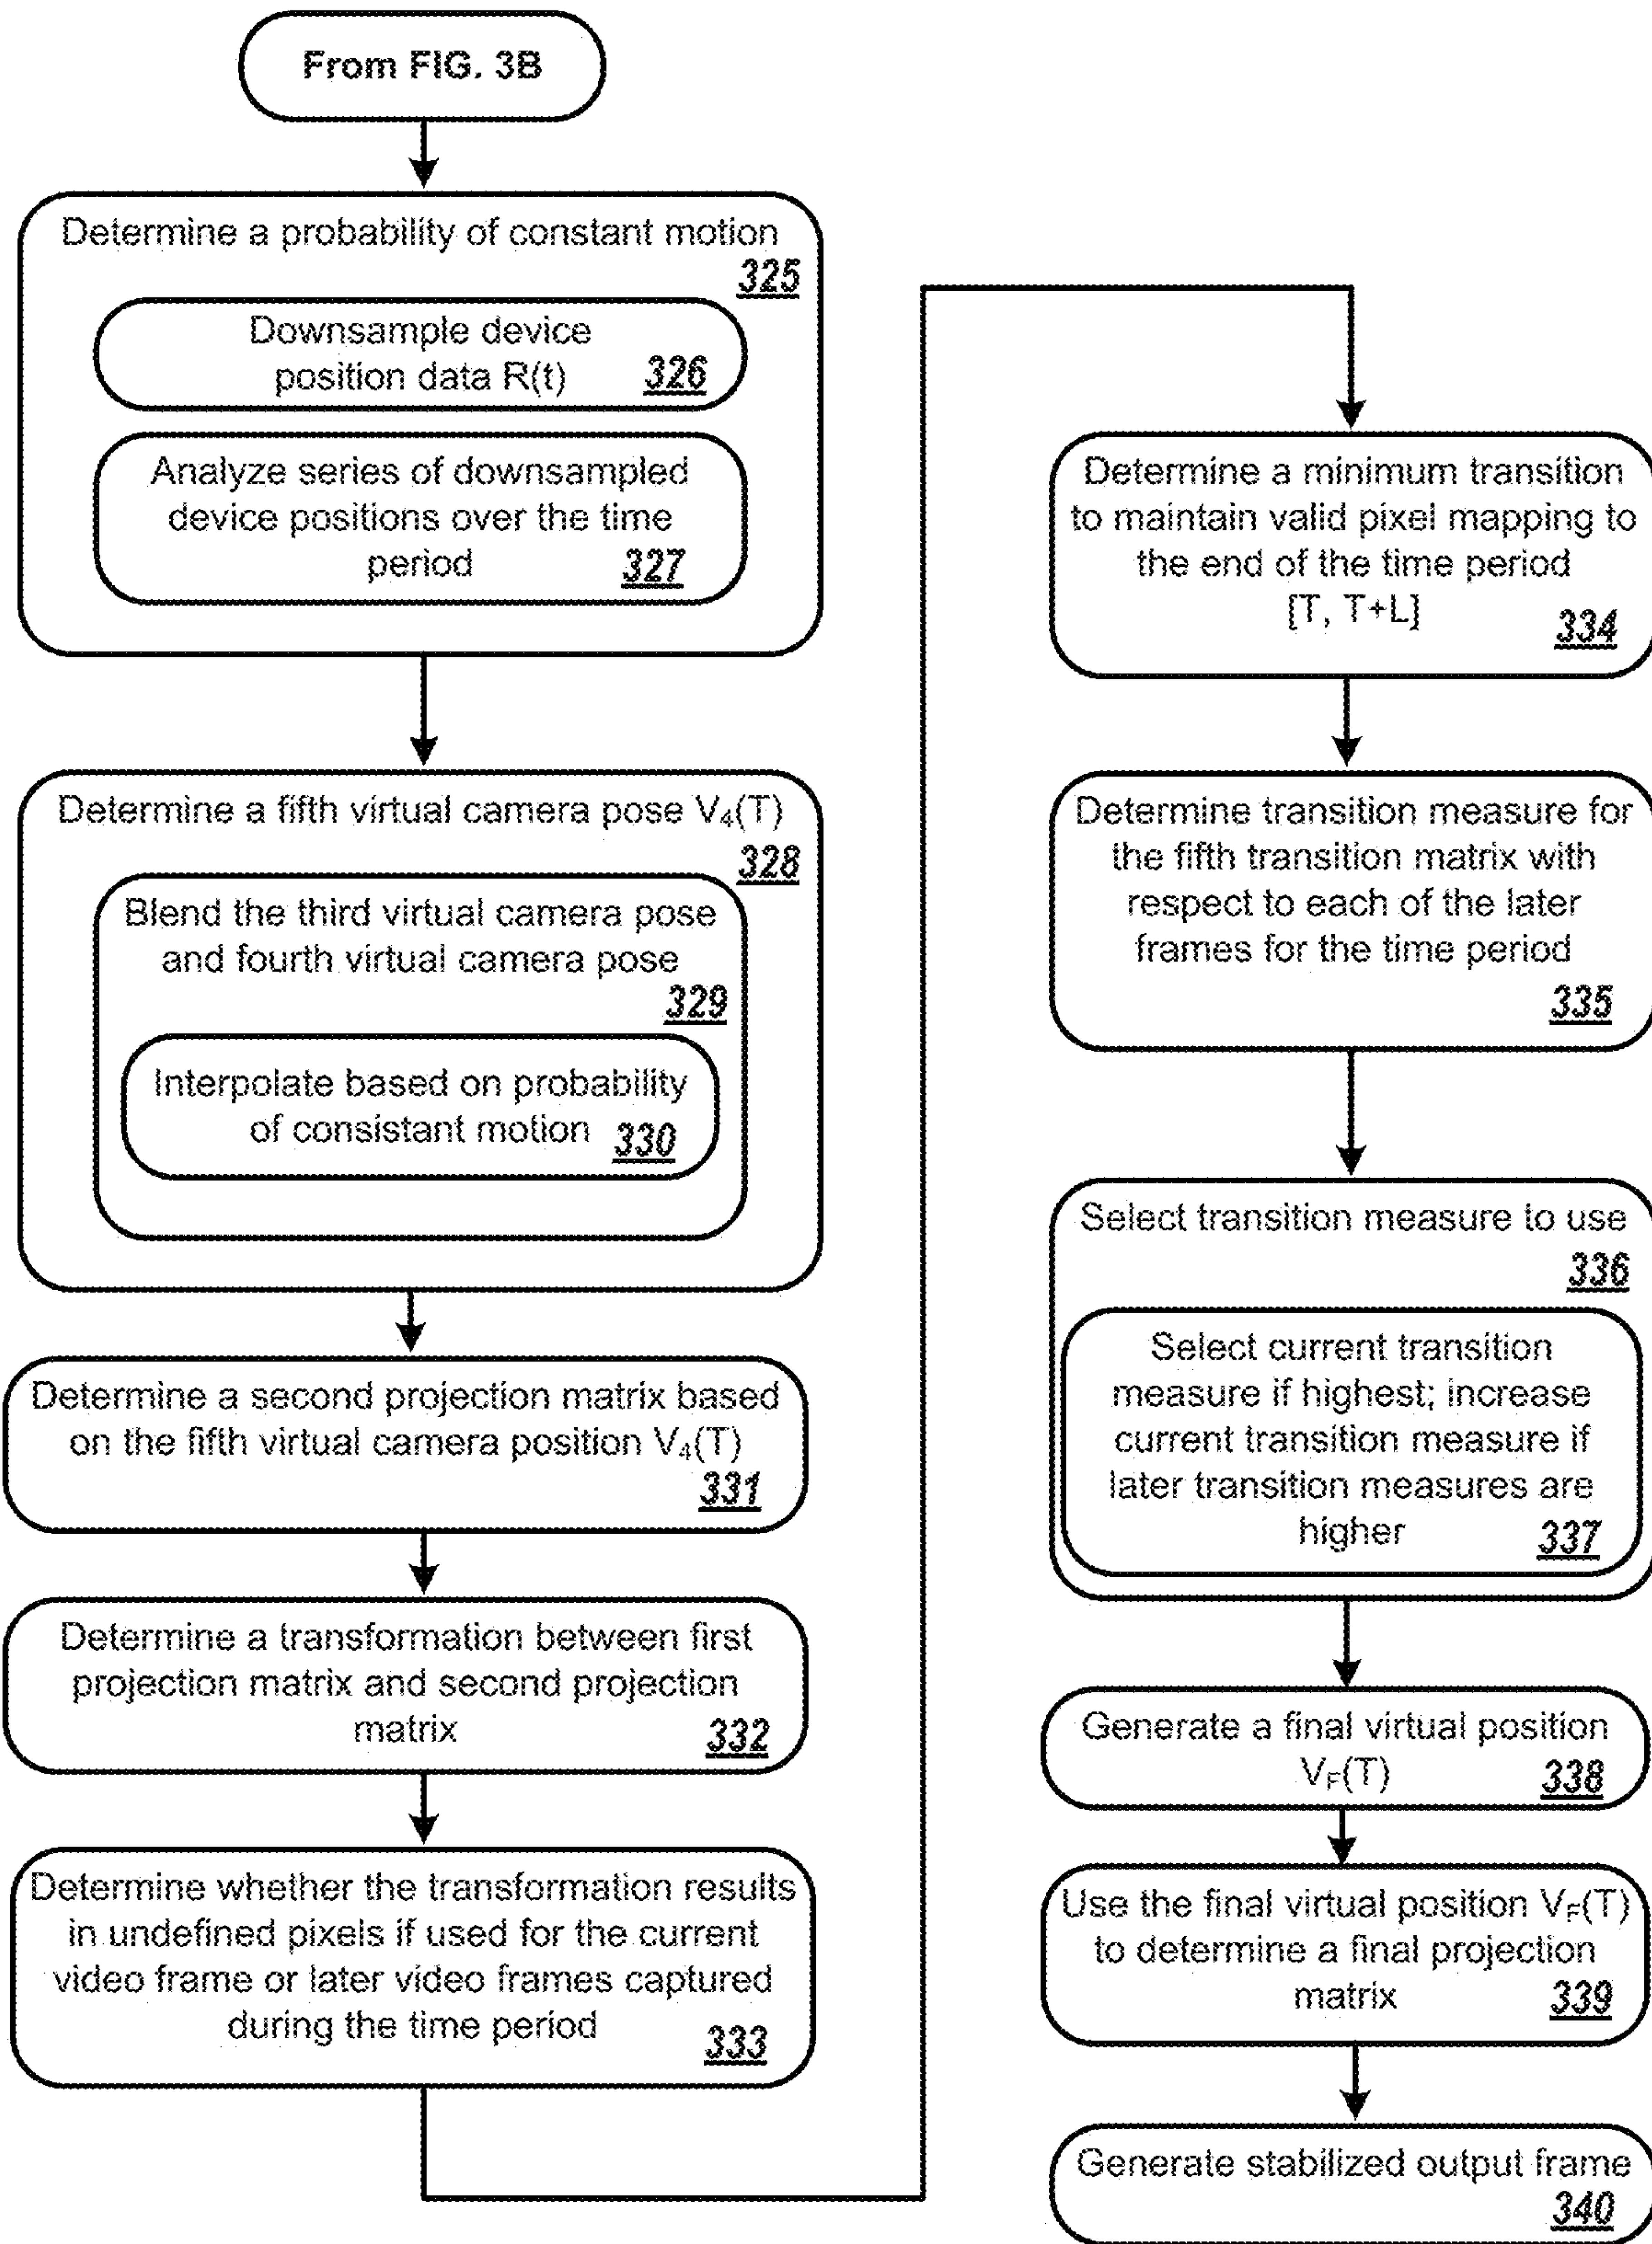 From FIG. 3B
Determine a probability of constant motion
325
Downsample device
position data R(t) 326
Analyze series of downsampled
device positions over the time
period 327
Determine a fifth virtual camera pose V₄(T)
328
Blend the third virtual camera pose
and fourth virtual camera pose
329
Interpolate based on probability
of consistant motion 330
Determine a second projection matrix based
on the fifth virtual camera position V₄(T)
331
Determine a transformation between first
projection matrix and second projection
matrix 332
Determine whether the transformation results
in undefined pixels if used for the current
video frame or later video frames captured
during the time period 333
Determine a minimum transition
to maintain valid pixel mapping to
the end of the time period
[T, T+L] 334
Determine transition measure for
the fifth transition matrix with
respect to each of the later
frames for the time period
335
Select transition measure to use
336
Select current transition
measure if highest; increase
current transition measure if
later transition measures are
higher 337
Generate a final virtual position
V_F(T) 338
Use the final virtual position V_F(T)
to determine a final projection
matrix 339
Generate stabilized output frame
340